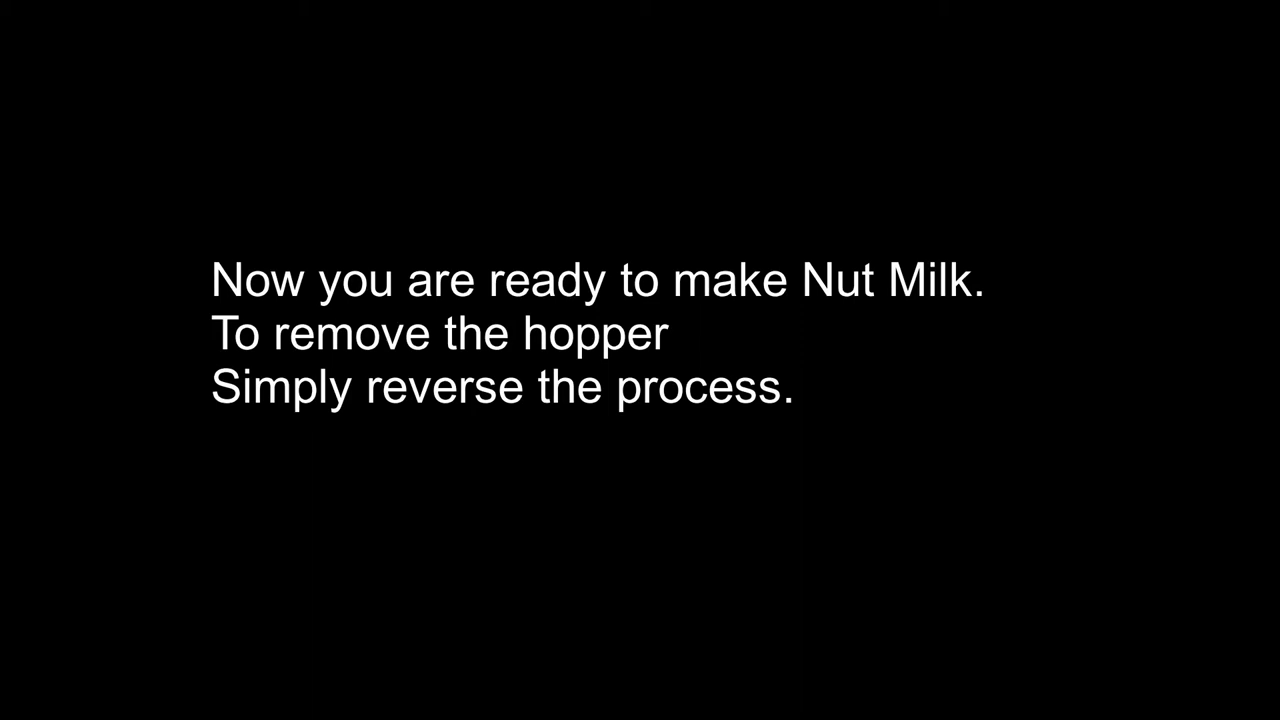 Now you are ready to make Nut Milk.
To remove the hopper
Simply reverse the process.